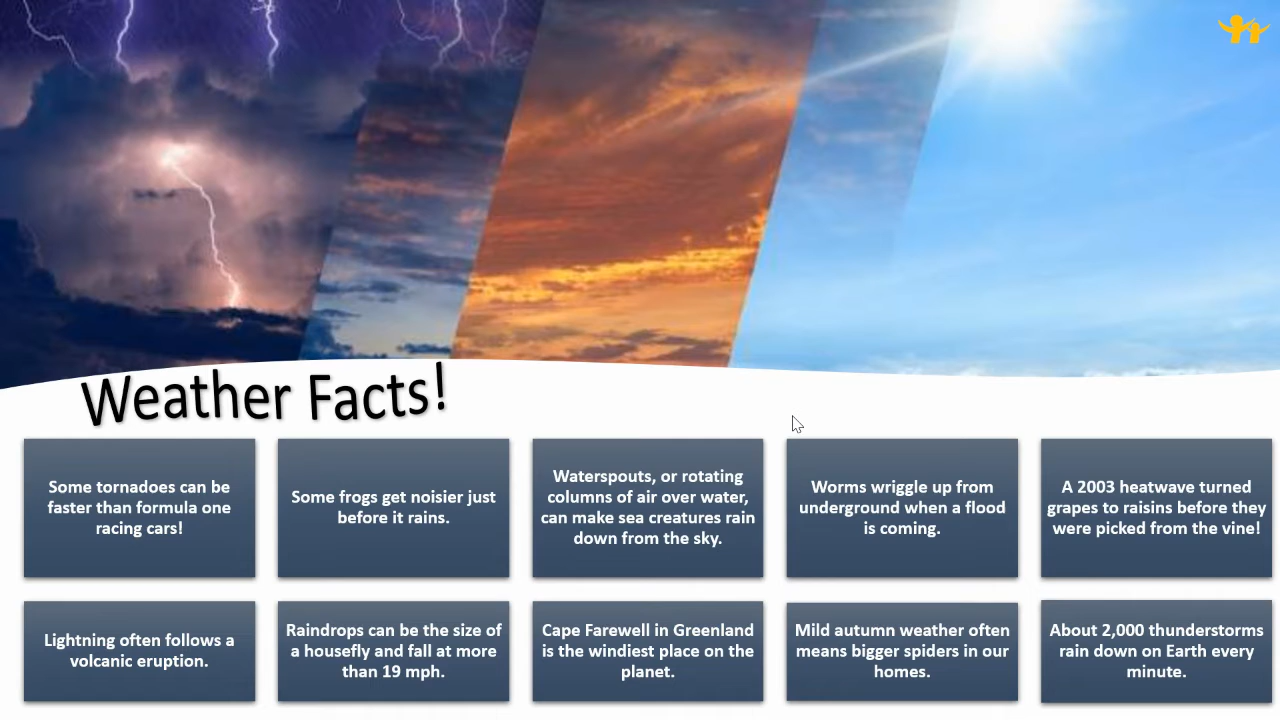 Weather Facts!
Some tornadoes can be
faster than formula one
racing cars!
Some frogs get noisier just
before it rains.
Waterspouts, or rotating
columns of air over water,
can make sea creatures rain
down from the sky.
Worms wriggle up from
underground when a flood
is coming.
A 2003 heatwave turned
grapes to raisins before they
were picked from the vine!
Lightning often follows a
volcanic eruption.
Raindrops can be the size of
a housefly and fall at more
than 19 mph.
Cape Farewell in Greenland
is the windiest place on the
planet.
Mild autumn weather often
means bigger spiders in our
homes.
About 2,000 thunderstorms
rain down on Earth every
minute.